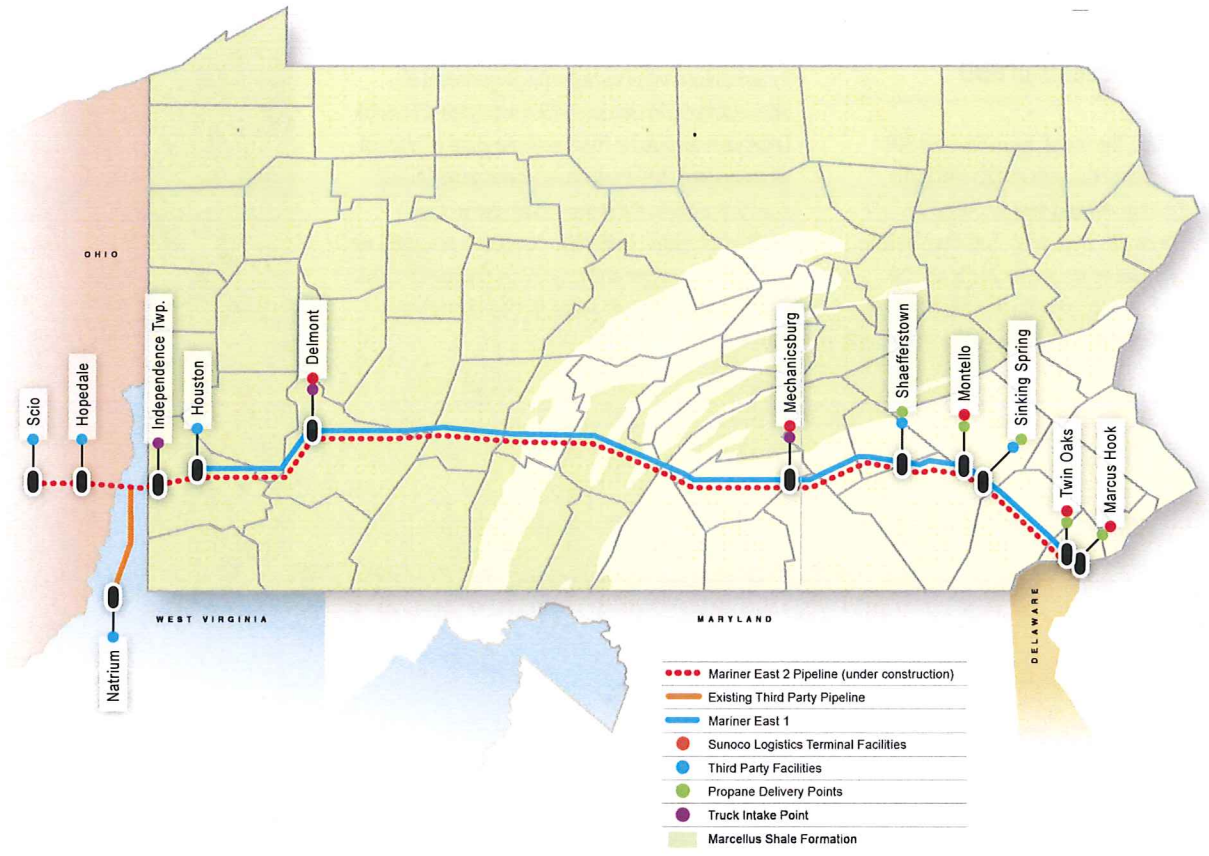 OHIO
Scio
Hopedale
Independence Twp.
Houston
Delmont
Mechanicsburg
Shaefferstown
Montello
Sinking Spring
Twin Oaks
Marcus Hook
Natrium
WEST VIRGINIA
MARYLAND
DELAWARE
Mariner East 2 Pipeline (under construction)
Existing Third Party Pipeline
Mariner East 1
Sunoco Logistics Terminal Facilities
Third Party Facilities
Propane Delivery Points
Truck Intake Point
Marcellus Shale Formation